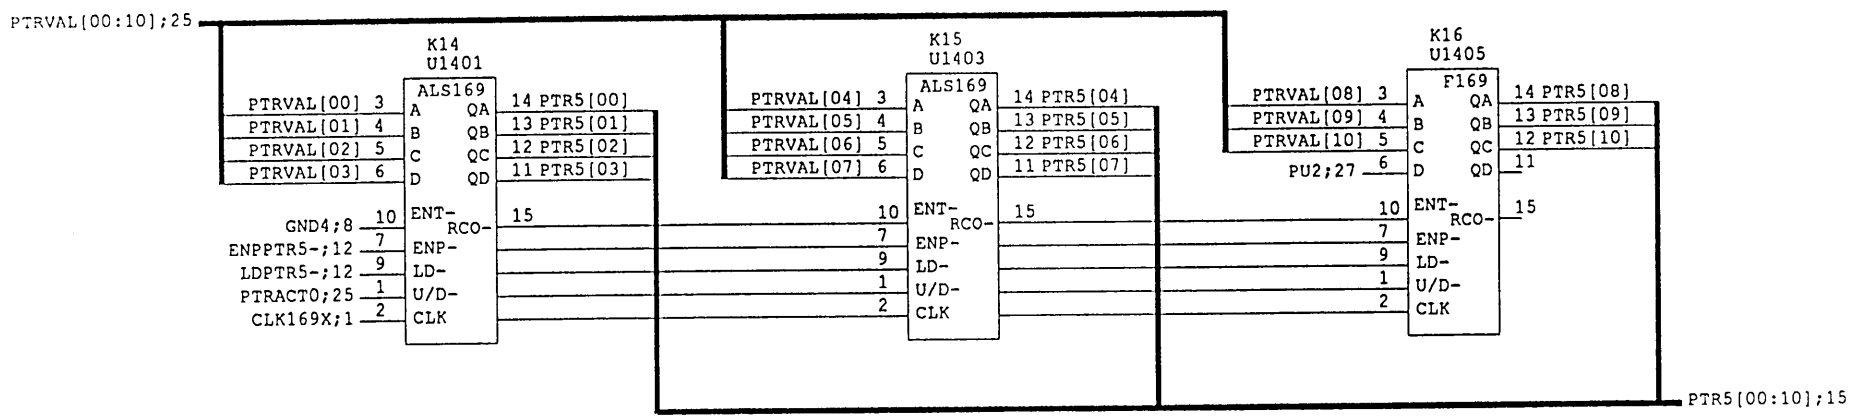 PTRVAL[00:10];25
K14
U1401
ALS169
PTRVAL[00] 3 A QA 14 PTR5[00]
PTRVAL[01] 4 B QB 13 PTR5[01]
PTRVAL[02] 5 C QC 12 PTR5[02]
PTRVAL[03] 6 D QD 11 PTR5[03]
GND4;8 10 ENT- RCO- 15
ENPPTR5-;12 7 ENP-
LDPTR5-;12 9 LD-
PTRACT0;25 1 U/D-
CLK169X;1 2 CLK
K15
U1403
ALS169
PTRVAL[04] 3 A QA 14 PTR5[04]
PTRVAL[05] 4 B QB 13 PTR5[05]
PTRVAL[06] 5 C QC 12 PTR5[06]
PTRVAL[07] 6 D QD 11 PTR5[07]
10 ENT- RCO- 15
7 ENP-
9 LD-
1 U/D-
2 CLK
K16
U1405
F169
PTRVAL[08] 3 A QA 14 PTR5[08]
PTRVAL[09] 4 B QB 13 PTR5[09]
PTRVAL[10] 5 C QC 12 PTR5[10]
PU2;27 6 D QD 11
10 ENT- RCO- 15
7 ENP-
9 LD-
1 U/D-
2 CLK
PTR5[00:10];15